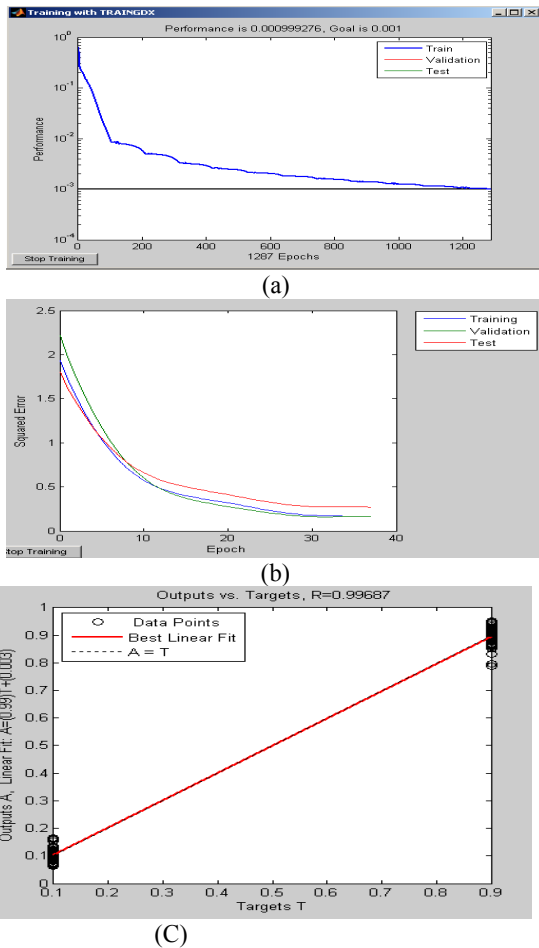 Training with TRAINGDX
Performance is 0.000999276, Goal is 0.001
10^0
10^-1
10^-2
10^-3
10^-4
Performance
Train
Validation
Test
0 200 400 600 800 1000 1200
1287 Epochs
Stop Training
(a)
2.5
2
1.5
1
0.5
0
Squared Error
Training
Validation
Test
0 10 20 30 40
Epoch
Stop Training
(b)
Outputs vs. Targets, R=0.99687
1
0.9
0.8
0.7
0.6
0.5
0.4
0.3
0.2
0.1
0
Outputs A, Linear Fit: A=(0.99)T+(0.003)
Data Points
Best Linear Fit
A = T
0.1 0.2 0.3 0.4 0.5 0.6 0.7 0.8 0.9
Targets T
(C)